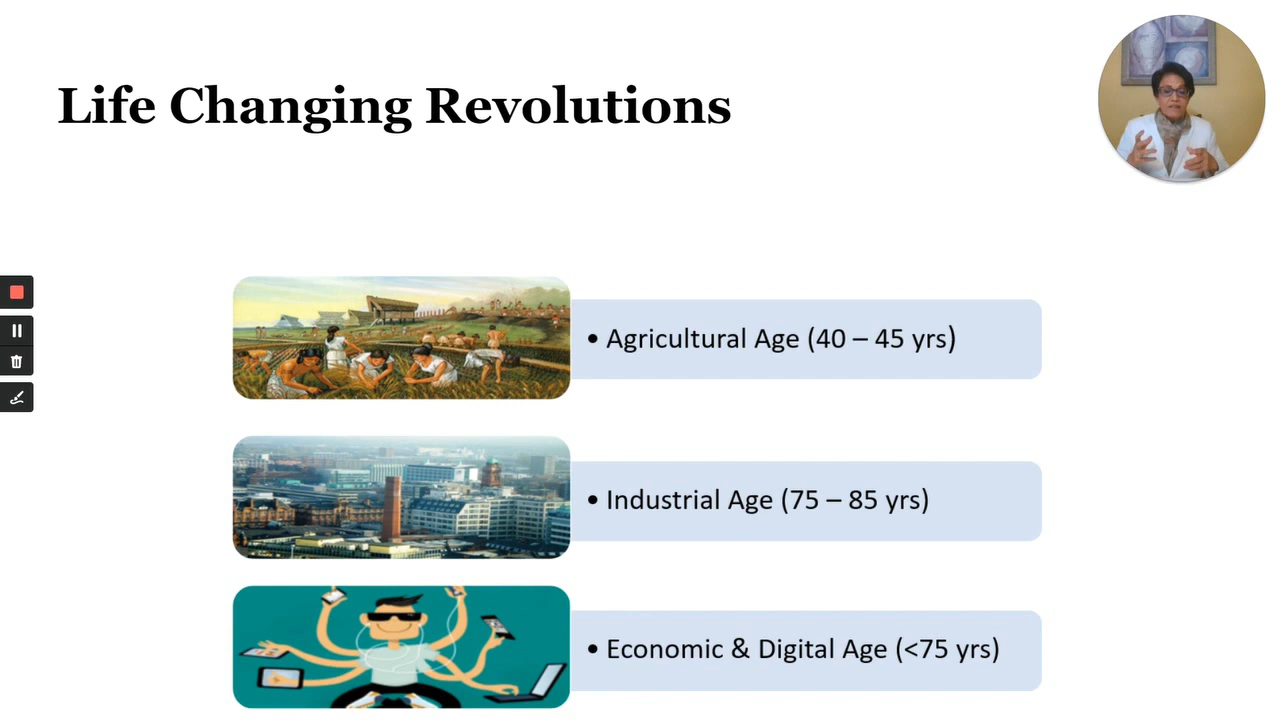 Life Changing Revolutions
• Agricultural Age (40 – 45 yrs)
• Industrial Age (75 – 85 yrs)
• Economic & Digital Age (<75 yrs)